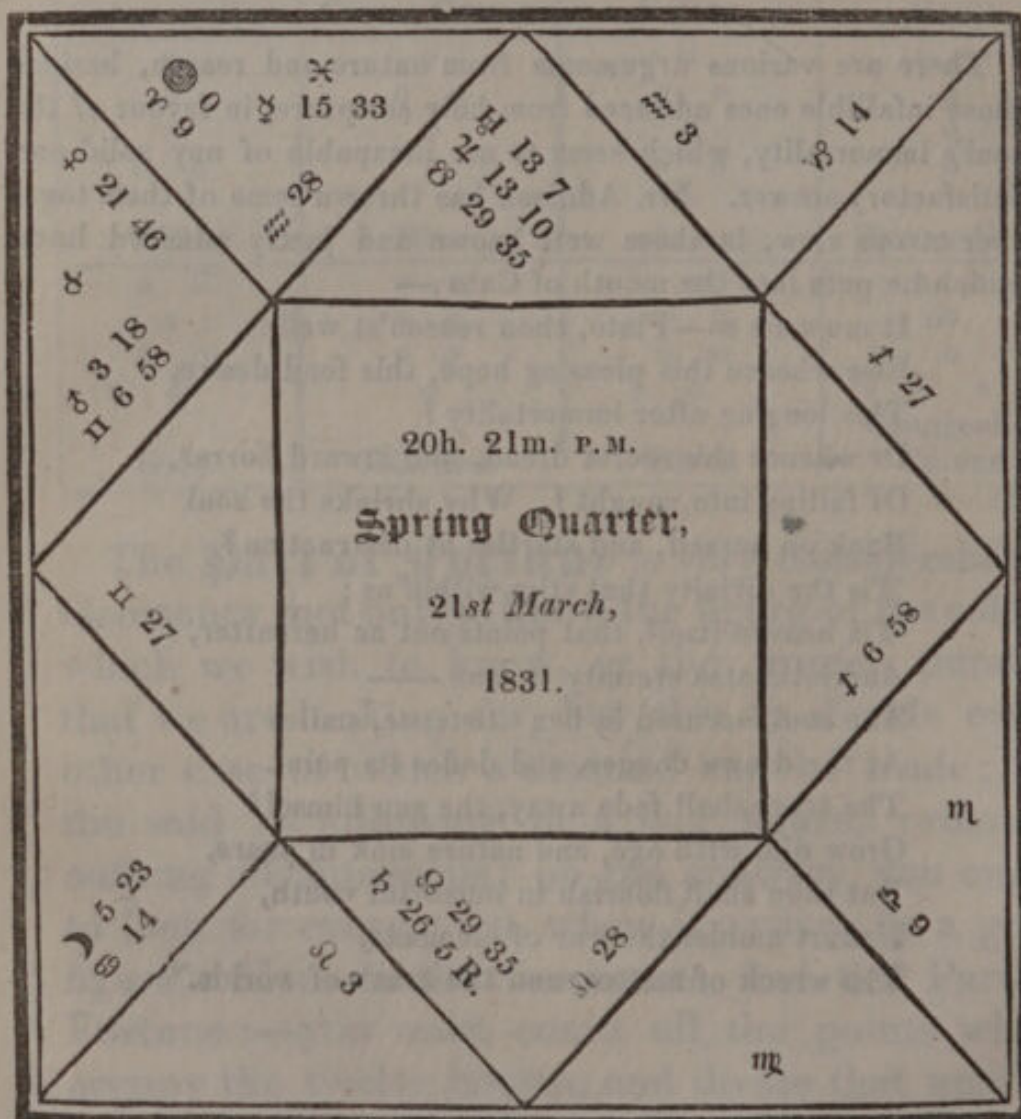 ☉ 0
♈ 9
♓
☿ 15 33
♒ 28
♅ 13 7
♃ 13 10
☋ 29 35
♒ 3
♑ 14
♀ 21 46
♉
♂ 3 18
♊ 6 58
♐ 27
20h. 21m. P.M.
Spring Quarter,
21st March,
1831.
♊ 27
♐ 6 58
♏
☽ 5 23
♋ 14
♌ 3
☊ 29 35
♄ 26 5 R.
♌ 28
♍
♎ 9